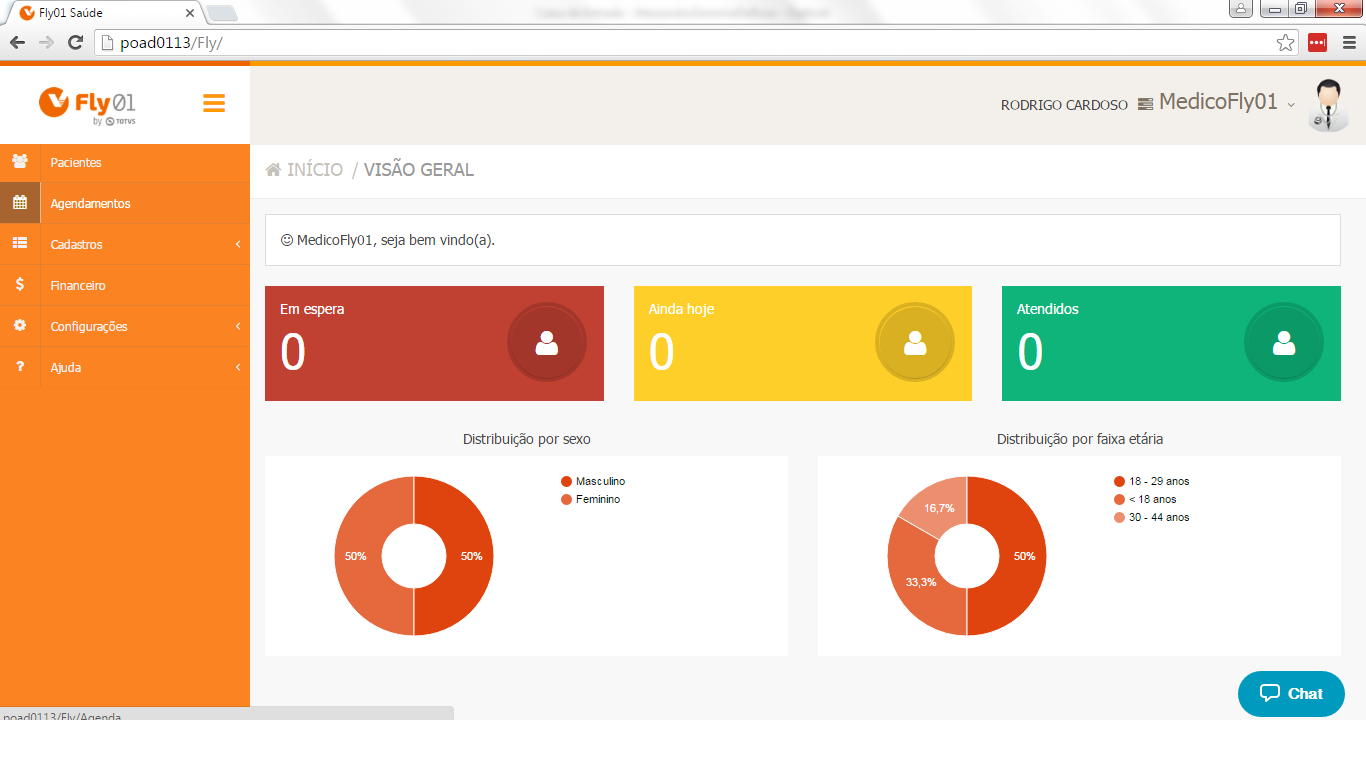 Fly01 Saúde
poad0113/Fly/
Fly01
by TOTVS
RODRIGO CARDOSO MedicoFly01
Pacientes
Agendamentos
Cadastros
Financeiro
Configurações
Ajuda
INÍCIO / VISÃO GERAL
MedicoFly01, seja bem vindo(a).
Em espera
0
Ainda hoje
0
Atendidos
0
Distribuição por sexo
Masculino
Feminino
50%
50%
Distribuição por faixa etária
18 - 29 anos
< 18 anos
30 - 44 anos
16,7%
50%
33,3%
Chat
poad0113/Fly/Agenda